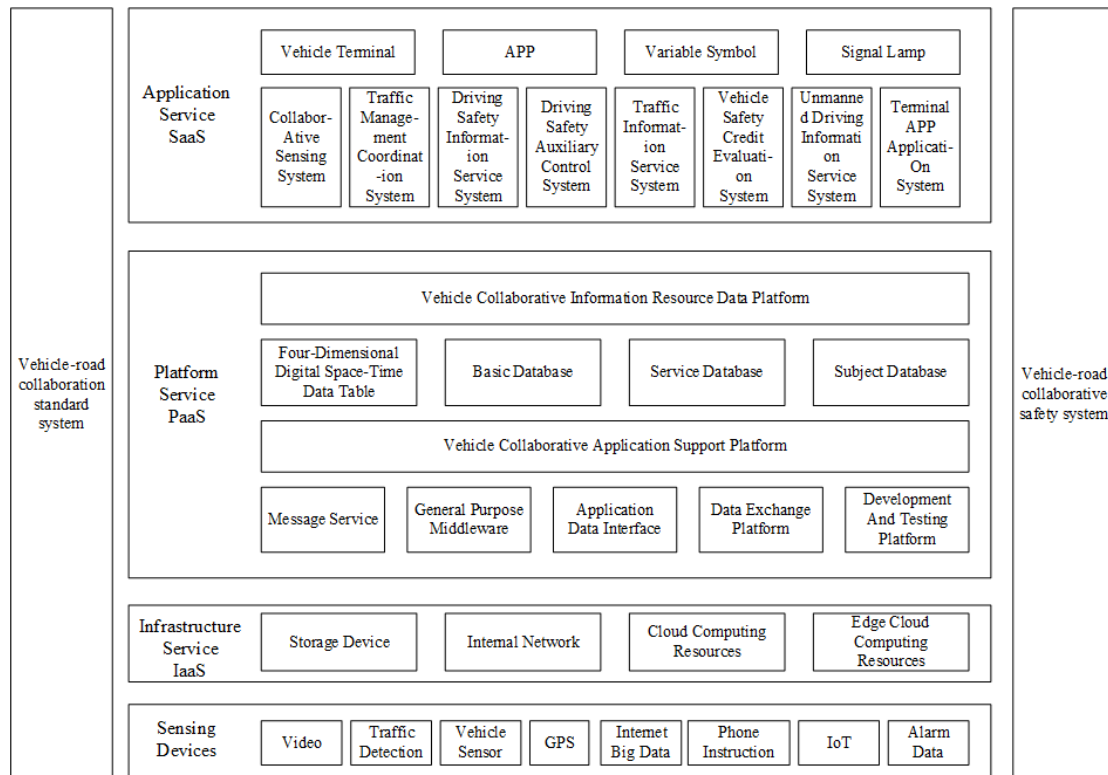 Vehicle-road
collaboration
standard
system
Application
Service
SaaS
Vehicle Terminal
APP
Variable Symbol
Signal Lamp
Collabor-
Ative
Sensing
System
Traffic
Manage-
ment
Coordinat-
-ion
System
Driving
Safety
Informat-
ion
Service
System
Driving
Safety
Auxiliary
Control
System
Traffic
Informat-
ion
Service
System
Vehicle
Safety
Credit
Evaluati-
on
System
Unmanne
d Driving
Informati
on
Service
System
Terminal
APP
Applicati-
On
System
Platform
Service
PaaS
Vehicle Collaborative Information Resource Data Platform
Four-Dimensional
Digital Space-Time
Data Table
Basic Database
Service Database
Subject Database
Vehicle Collaborative Application Support Platform
Message Service
General Purpose
Middleware
Application
Data Interface
Data Exchange
Platform
Development
And Testing
Platform
Infrastructure
Service
IaaS
Storage Device
Internal Network
Cloud Computing
Resources
Edge Cloud
Computing
Resources
Sensing
Devices
Video
Traffic
Detection
Vehicle
Sensor
GPS
Internet
Big Data
Phone
Instruction
IoT
Alarm
Data
Vehicle-road
collaborative
safety system